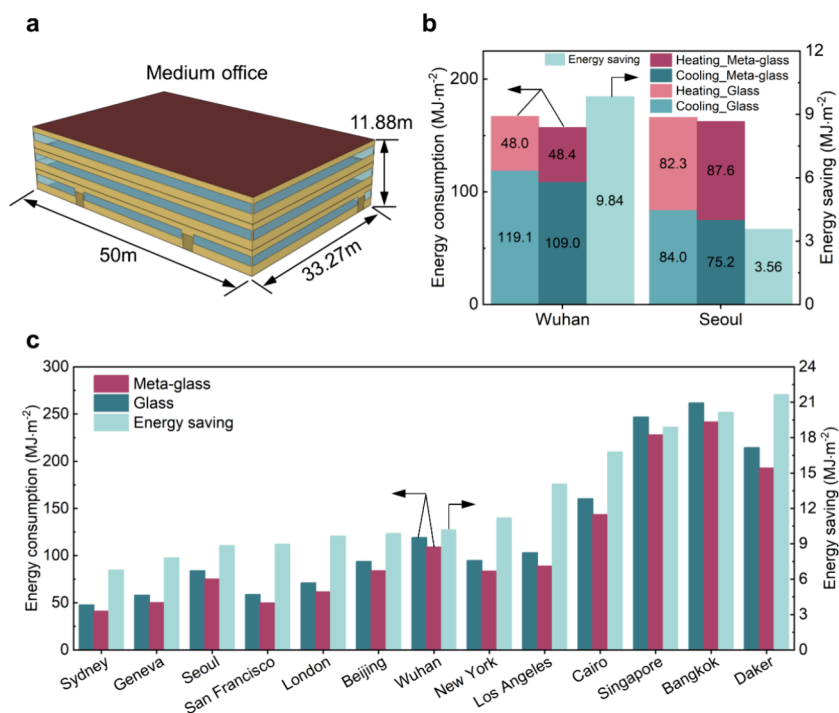 a
Medium office
11.88m
50m
33.27m
b
Energy consumption (MJ·m⁻²)
200
100
0
Energy saving
Heating_Meta-glass
Cooling_Meta-glass
Heating_Glass
Cooling_Glass
48.0
48.4
119.1
109.0
9.84
82.3
87.6
84.0
75.2
3.56
Wuhan
Seoul
12
9
6
3
0
Energy saving (MJ·m⁻²)
c
Energy consumption (MJ·m⁻²)
300
250
200
150
100
50
0
Meta-glass
Glass
Energy saving
24
21
18
15
12
9
6
3
0
Energy saving (MJ·m⁻²)
Sydney
Geneva
Seoul
San Francisco
London
Beijing
Wuhan
New York
Los Angeles
Cairo
Singapore
Bangkok
Daker